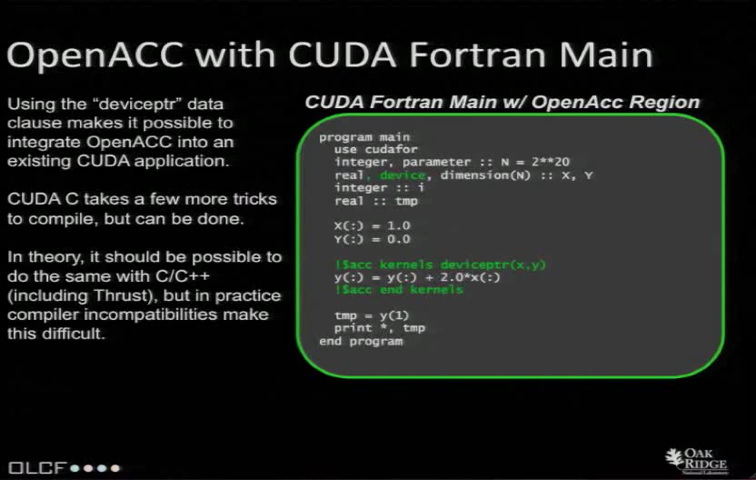 OpenACC with CUDA Fortran Main
Using the “deviceptr” data
clause makes it possible to
integrate OpenACC into an
existing CUDA application.
CUDA C takes a few more tricks
to compile, but can be done.
In theory, it should be possible to
do the same with C/C++
(including Thrust), but in practice
compiler incompatibilities make
this difficult.
CUDA Fortran Main w/ OpenAcc Region
program main
use cudafor
integer, parameter :: N = 2**20
real, device, dimension(N) :: X, Y
integer :: i
real :: tmp
X(:) = 1.0
Y(:) = 0.0
!$acc kernels deviceptr(x,y)
y(:) = y(:) + 2.0*x(:)
!$acc end kernels
tmp = y(1)
print *, tmp
end program
OLCF
OAK
RIDGE
National Laboratory